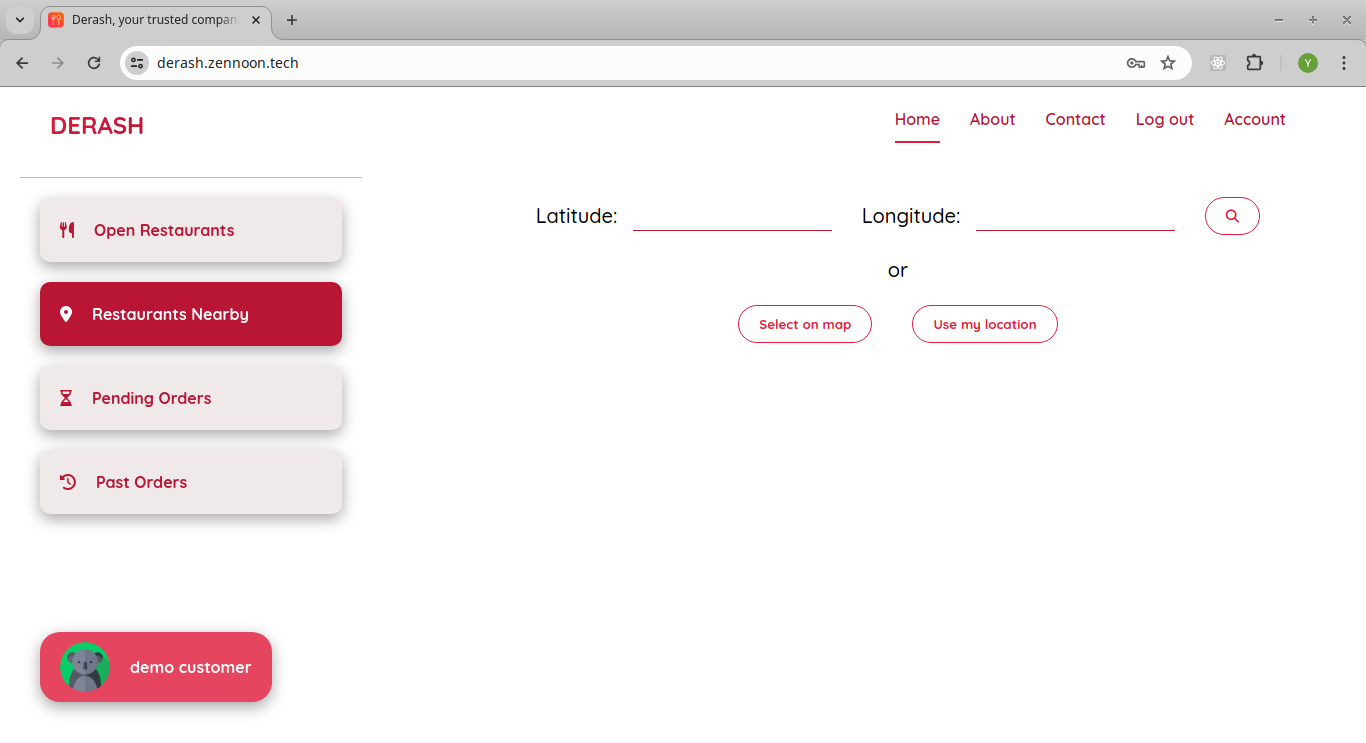 Derash, your trusted compan
derash.zennoon.tech
Y
DERASH
Home About Contact Log out Account
Open Restaurants
Restaurants Nearby
Pending Orders
Past Orders
demo customer
Latitude: Longitude:
or
Select on map Use my location